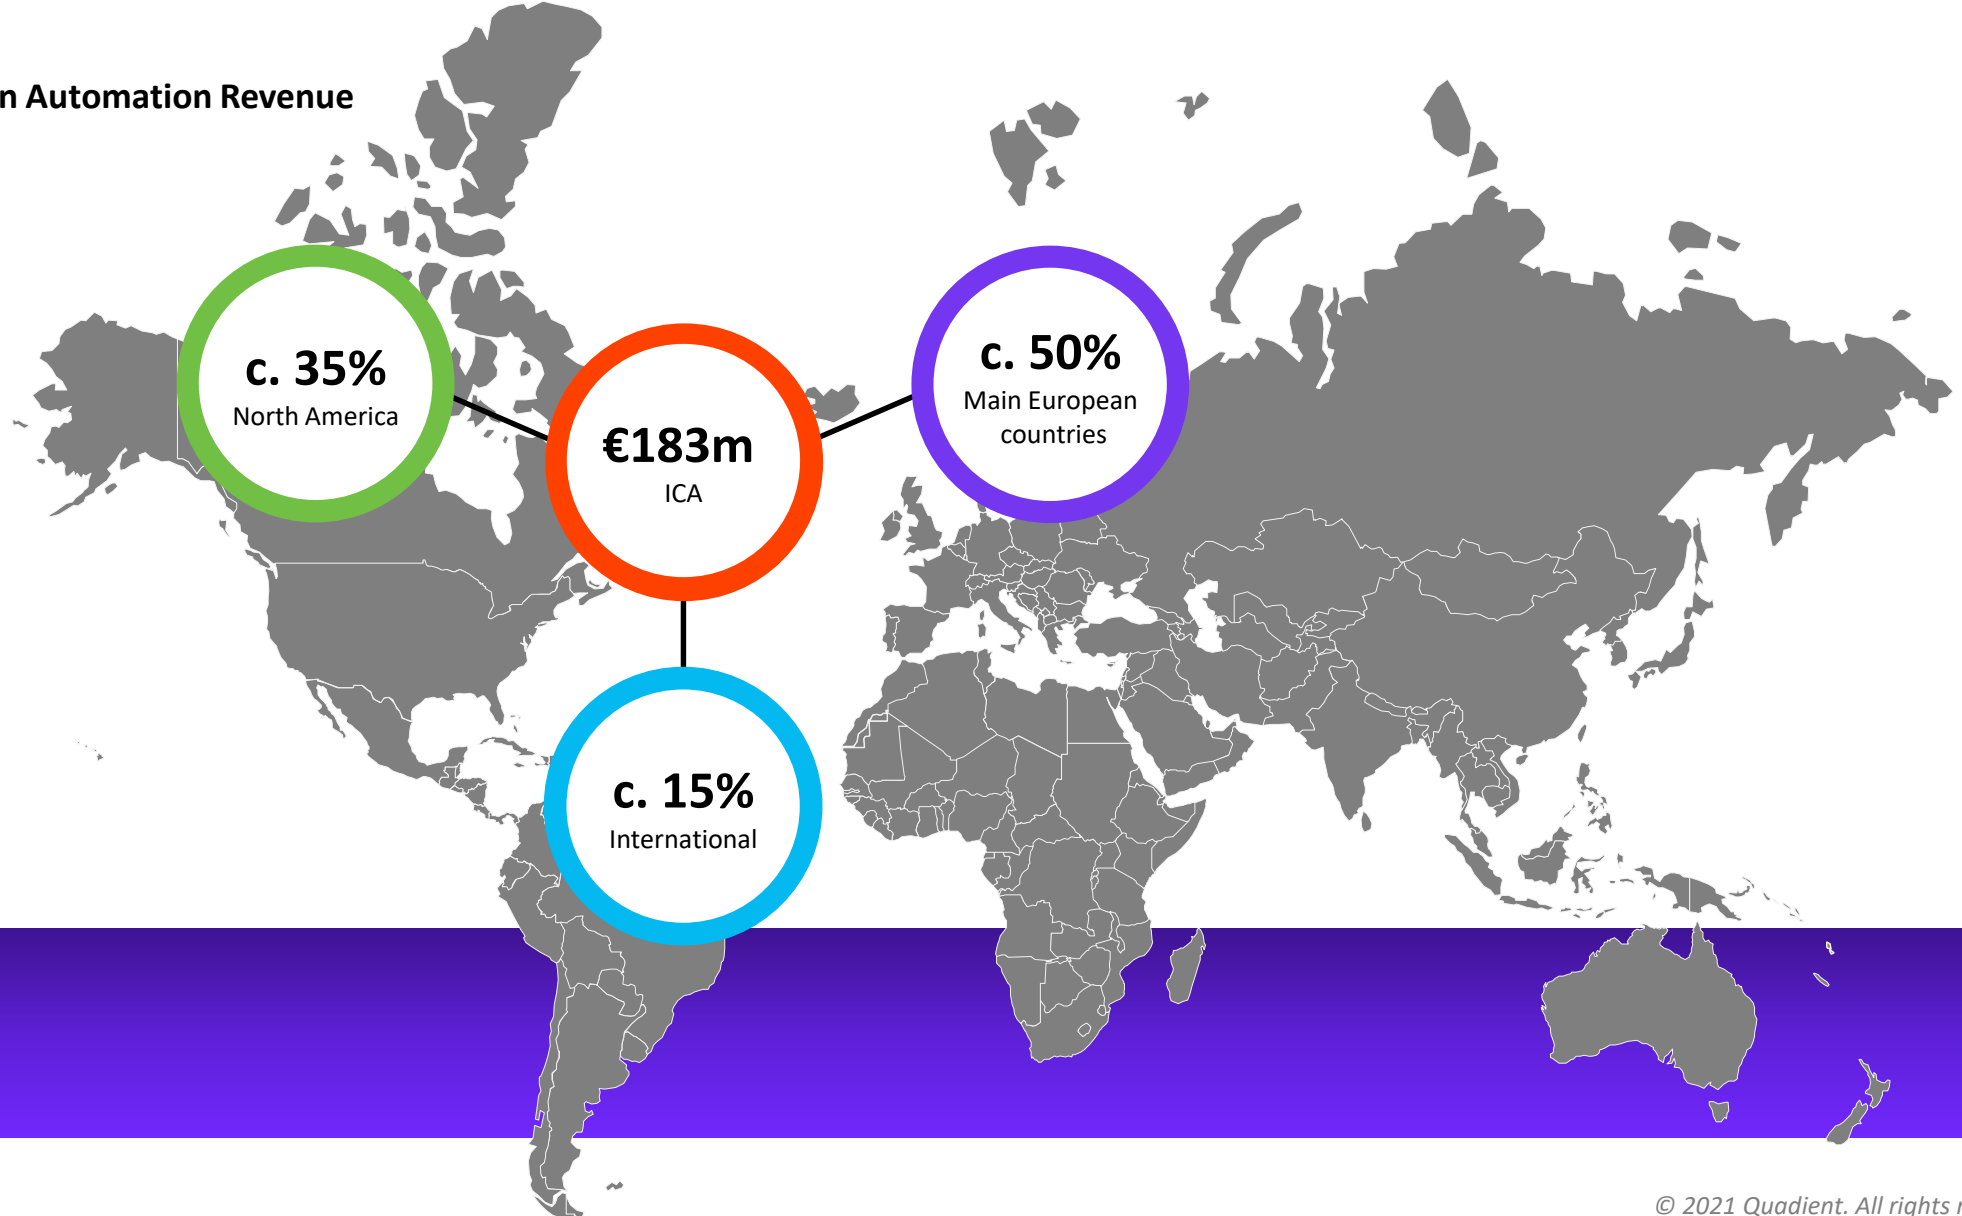 n Automation Revenue
c. 35%
North America
€183m
ICA
c. 50%
Main European
countries
c. 15%
International
© 2021 Quadient. All rights r